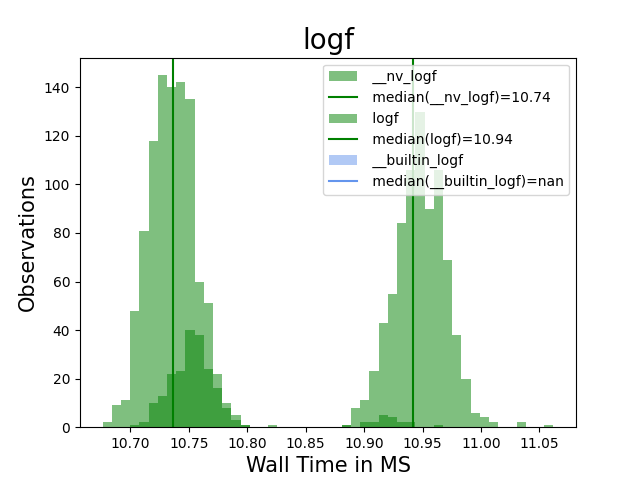 logf
__nv_logf
median(__nv_logf)=10.74
logf
median(logf)=10.94
__builtin_logf
median(__builtin_logf)=nan
Observations
140
120
100
80
60
40
20
0
10.70 10.75 10.80 10.85 10.90 10.95 11.00 11.05
Wall Time in MS